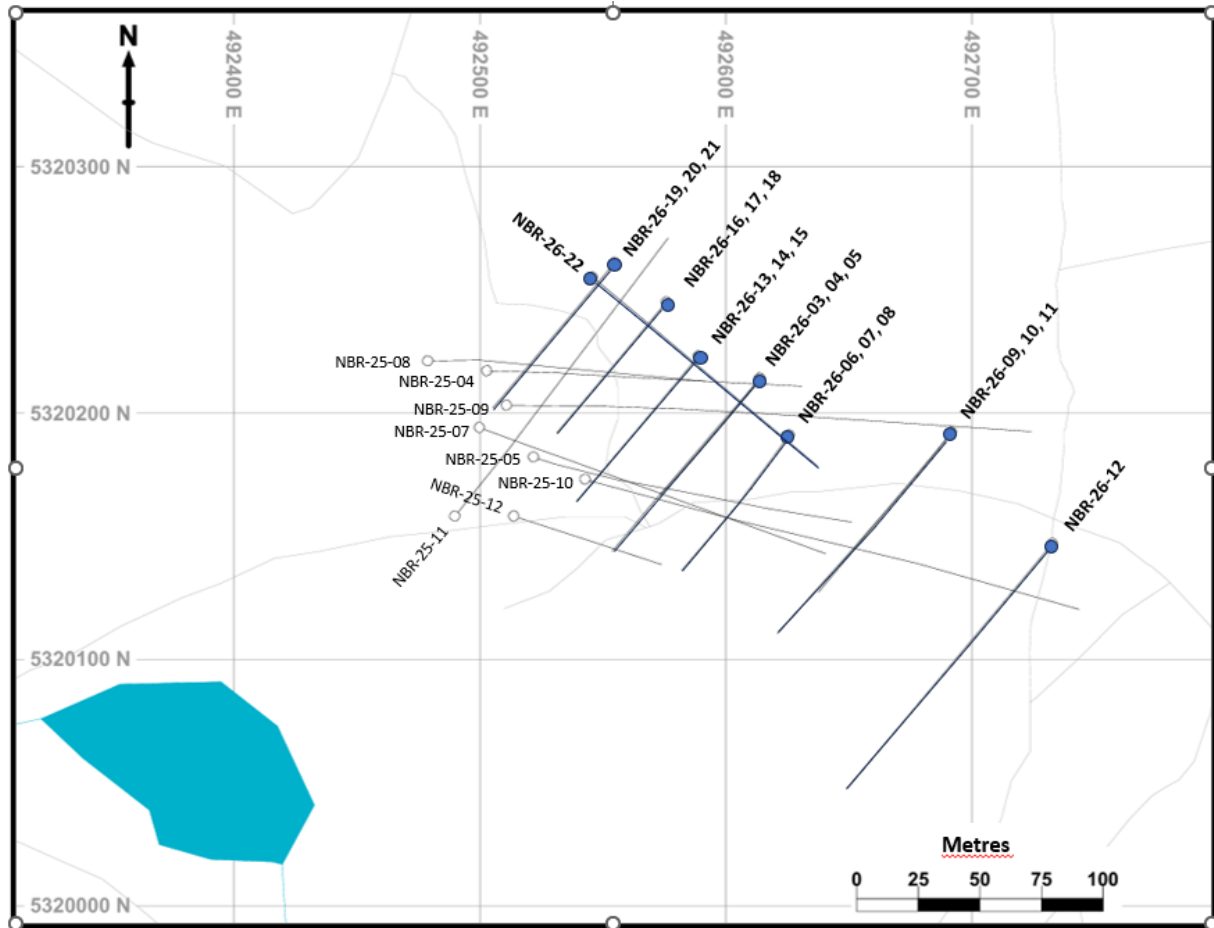 N
492400 E
492500 E
492600 E
492700 E
5320300 N
5320200 N
5320100 N
5320000 N
NBR-26-22
NBR-26-19, 20, 21
NBR-26-16, 17, 18
NBR-26-13, 14, 15
NBR-26-03, 04, 05
NBR-26-06, 07, 08
NBR-26-09, 10, 11
NBR-26-12
NBR-25-08
NBR-25-04
NBR-25-09
NBR-25-07
NBR-25-05
NBR-25-10
NBR-25-12
NBR-25-11
Metres
0 25 50 75 100